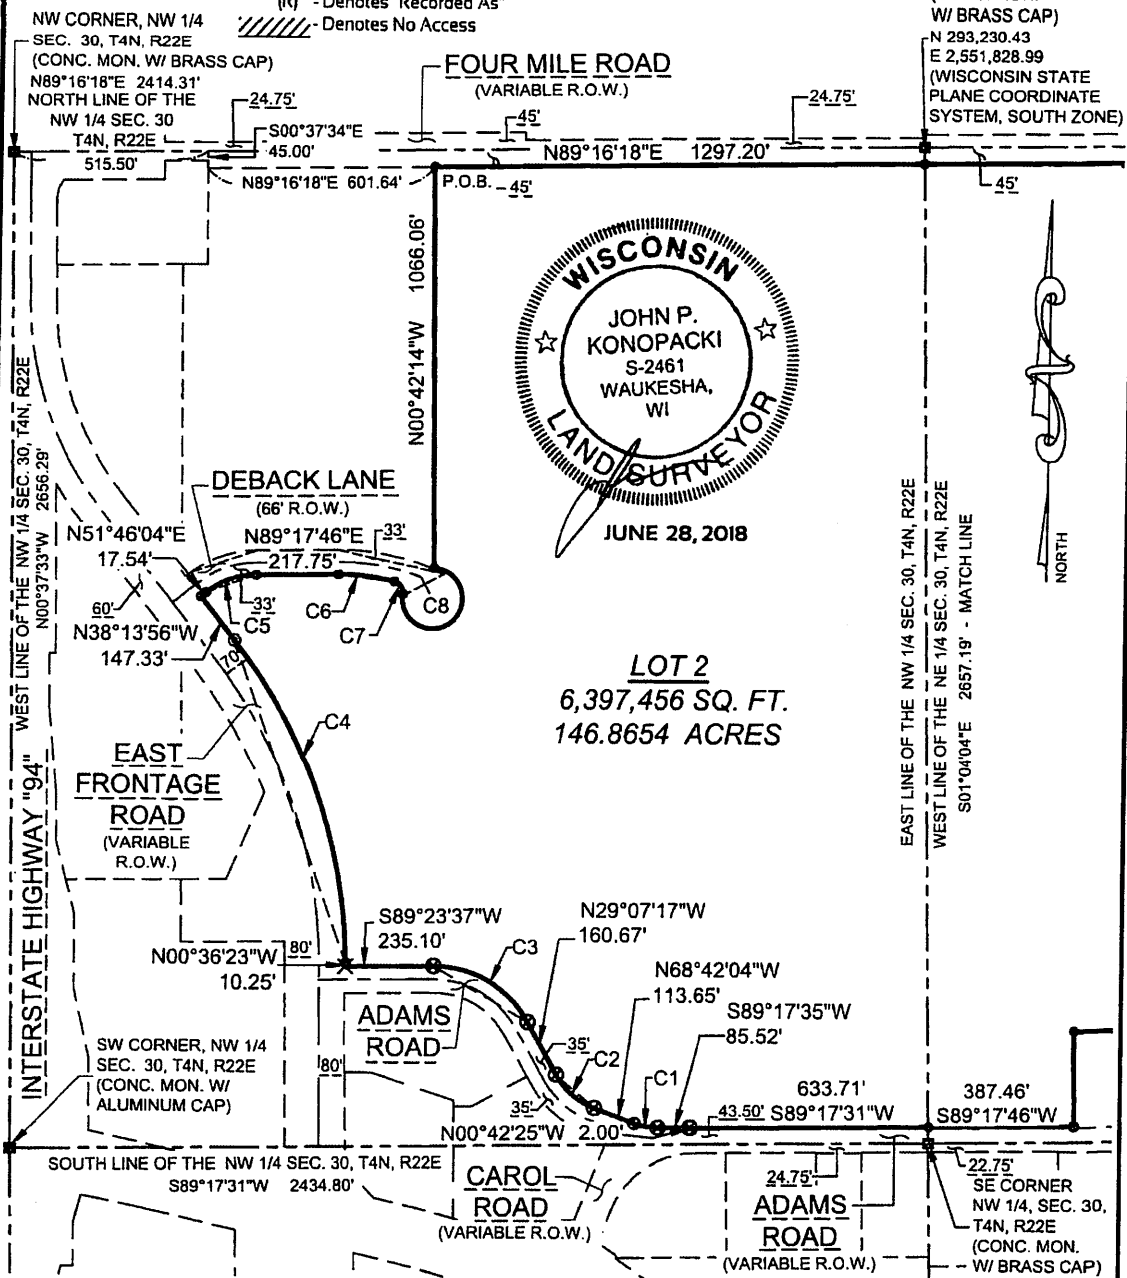 (R) - Denotes "Recorded As"
- Denotes No Access
NW CORNER, NW 1/4
SEC. 30, T4N, R22E
(CONC. MON. W/ BRASS CAP)
N89°16'18"E 2414.31'
NORTH LINE OF THE
NW 1/4 SEC. 30
T4N, R22E
W/ BRASS CAP)
N 293,230.43
E 2,551,828.99
(WISCONSIN STATE
PLANE COORDINATE
SYSTEM, SOUTH ZONE)
FOUR MILE ROAD
(VARIABLE R.O.W.)
24.75'
45'
24.75'
S00°37'34"E
45.00'
515.50'
N89°16'18"E 1297.20'
N89°16'18"E 601.64'
P.O.B.
45'
45'
N00°42'14"W 1066.06'
WISCONSIN
JOHN P.
KONOPACKI
S-2461
WAUKESHA,
WI
LAND SURVEYOR
JUNE 28, 2018
NORTH
WEST LINE OF THE NW 1/4 SEC. 30, T4N, R22E
N00°37'33"W 2656.29'
DEBACK LANE
(66' R.O.W.)
N51°46'04"E
17.54'
N89°17'46"E
217.75'
33'
33'
60'
C5
C6
C7
C8
N38°13'56"W
147.33'
70'
C4
LOT 2
6,397,456 SQ. FT.
146.8654 ACRES
EAST LINE OF THE NW 1/4 SEC. 30, T4N, R22E
WEST LINE OF THE NE 1/4 SEC. 30, T4N, R22E
S01°04'04"E 2657.19' - MATCH LINE
EAST
FRONTAGE
ROAD
(VARIABLE
R.O.W.)
INTERSTATE HIGHWAY "94"
N00°36'23"W
10.25'
80'
S89°23'37"W
235.10'
C3
N29°07'17"W
160.67'
N68°42'04"W
113.65'
S89°17'35"W
85.52'
ADAMS
ROAD
80'
35'
C2
C1
35'
633.71'
S89°17'31"W
387.46'
S89°17'46"W
43.50'
N00°42'25"W 2.00'
SW CORNER, NW 1/4
SEC. 30, T4N, R22E
(CONC. MON. W/
ALUMINUM CAP)
SOUTH LINE OF THE NW 1/4 SEC. 30, T4N, R22E
S89°17'31"W 2434.80'
CAROL
ROAD
(VARIABLE R.O.W.)
24.75'
ADAMS
ROAD
(VARIABLE R.O.W.)
22.75'
SE CORNER
NW 1/4, SEC. 30,
T4N, R22E
(CONC. MON.
W/ BRASS CAP)